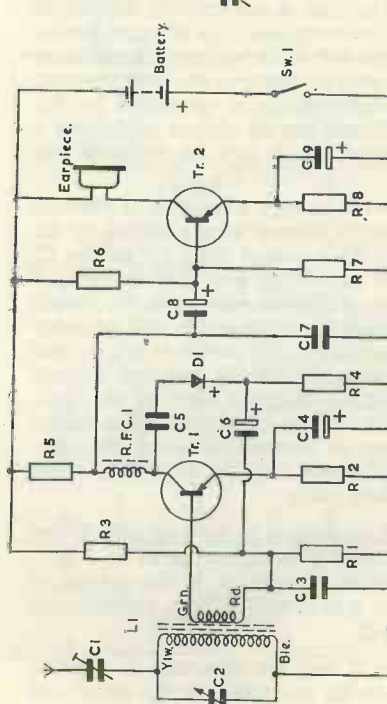 Battery.
+
Sw. 1
Earpiece.
Tr. 2
R6
C8
+
C9
+
R8
R7
C7
R5
R.F.C. 1
C5
D1
+
C6
+
R4
Tr. 1
C4
+
R2
R3
Grn.
Rd.
R1
C3
L1
C1
Ylw.
C2
Ble.